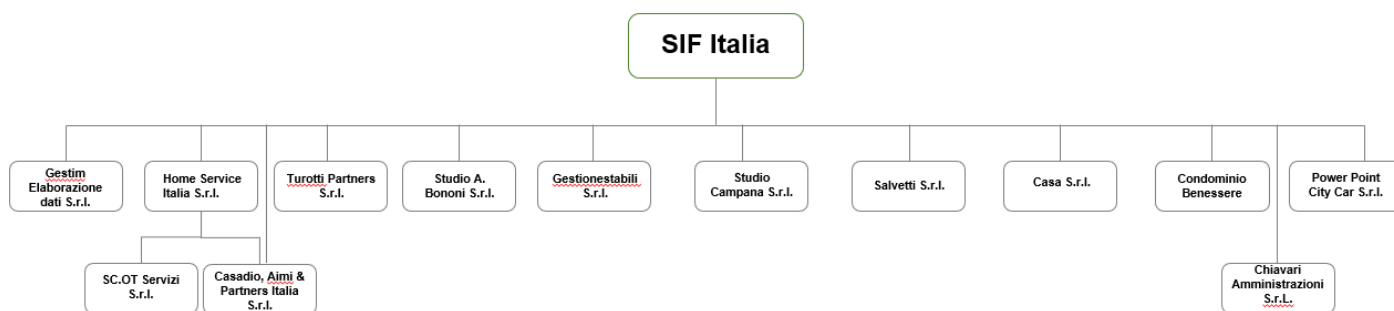 SIF Italia
Gestim
Elaborazione
dati S.r.l.
Home Service
Italia S.r.l.
Turotti Partners
S.r.l.
Studio A.
Bononi S.r.l.
Gestionestabili
S.r.l.
Studio
Campana S.r.l.
Salvetti S.r.l.
Casa S.r.l.
Condominio
Benessere
Power Point
City Car S.r.l.
SC.OT Servizi
S.r.l.
Casadio, Aimi &
Partners Italia
S.r.l.
Chiavari
Amministrazioni
S.r.L.